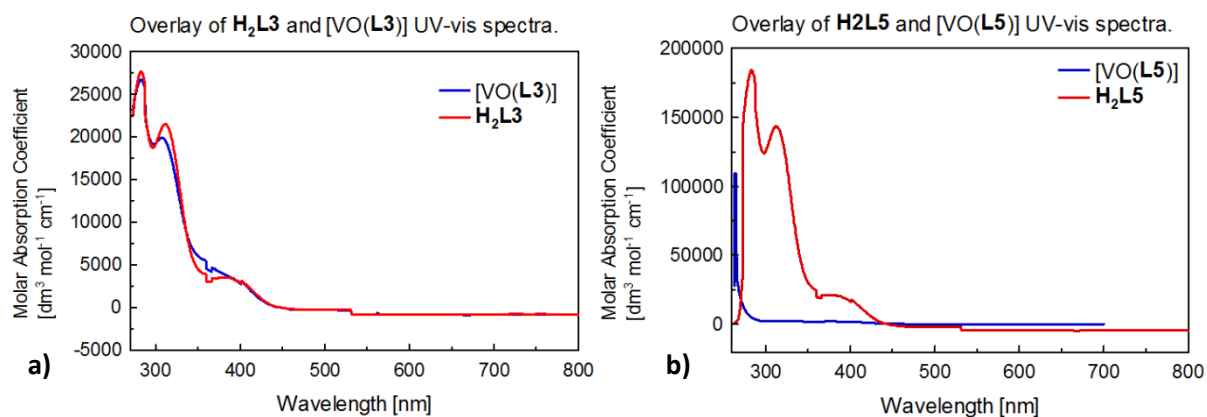 Overlay of H₂L3 and [VO(L3)] UV-vis spectra.
30000
25000
20000
15000
10000
5000
0
-5000
Molar Absorption Coefficient
[dm³ mol⁻¹ cm⁻¹)
[VO(L3)]
H₂L3
300 400 500 600 700 800
Wavelength [nm]
a)
Overlay of H2L5 and [VO(L5)] UV-vis spectra.
200000
150000
100000
50000
0
Molar Absorption Coefficient
[dm³ mol⁻¹ cm⁻¹)
[VO(L5)]
H₂L5
300 400 500 600 700 800
Wavelength [nm]
b)